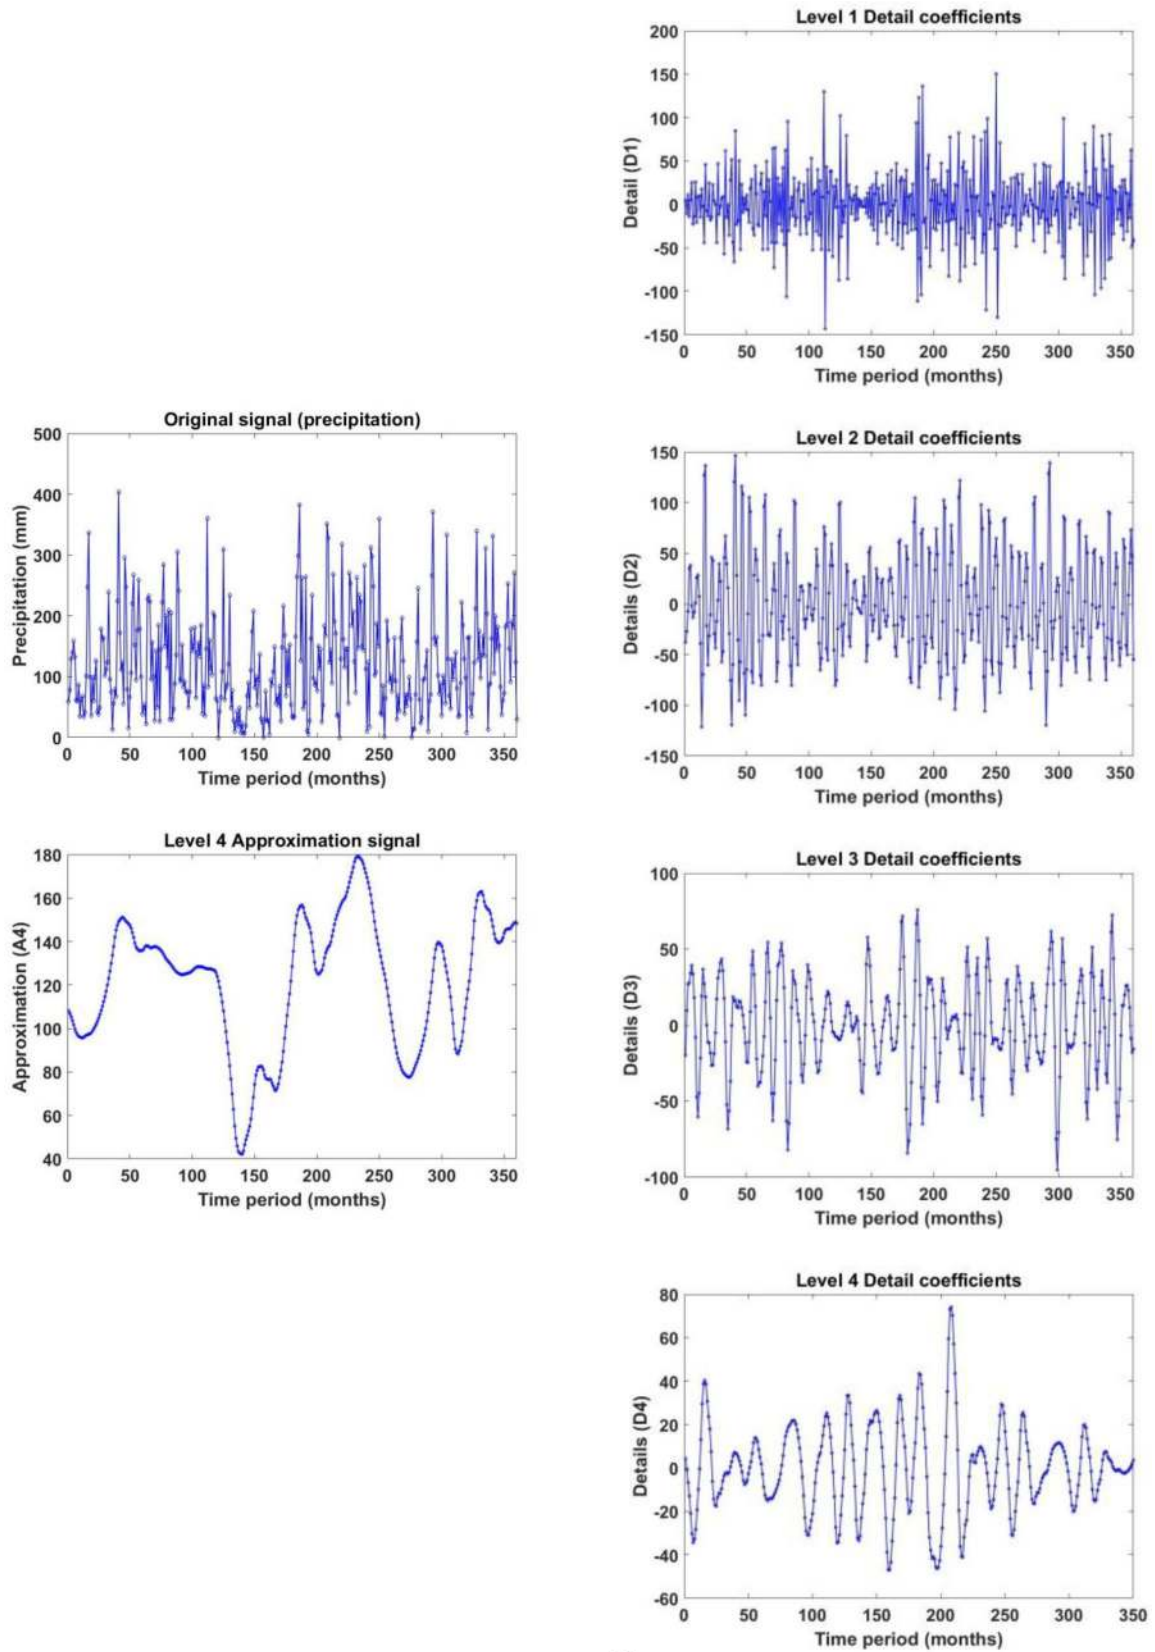 Level 1 Detail coefficients
200
150
100
50
0
-50
-100
-150
Detail (D1)
0 50 100 150 200 250 300 350
Time period (months)
Original signal (precipitation)
500
400
300
200
100
0
Precipitation (mm)
0 50 100 150 200 250 300 350
Time period (months)
Level 2 Detail coefficients
150
100
50
0
-50
-100
-150
Details (D2)
0 50 100 150 200 250 300 350
Time period (months)
Level 4 Approximation signal
180
160
140
120
100
80
60
40
Approximation (A4)
0 50 100 150 200 250 300 350
Time period (months)
Level 3 Detail coefficients
100
50
0
-50
-100
Details (D3)
0 50 100 150 200 250 300 350
Time period (months)
Level 4 Detail coefficients
80
60
40
20
0
-20
-40
-60
Details (D4)
0 50 100 150 200 250 300 350
Time period (months)